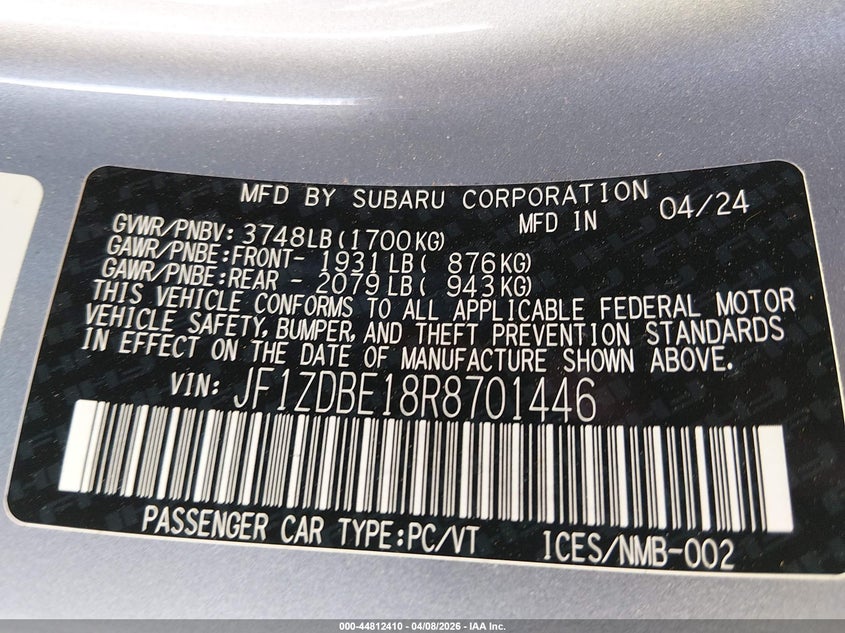 MFD BY SUBARU CORPORATION
MFD IN 04/24
GVWR/PNBV: 3748LB(1700KG)
GAWR/PNBE:FRONT- 1931LB( 876KG)
GAWR/PNBE:REAR - 2079LB( 943KG)
THIS VEHICLE CONFORMS TO ALL APPLICABLE FEDERAL MOTOR
VEHICLE SAFETY, BUMPER, AND THEFT PREVENTION STANDARDS
IN EFFECT ON THE DATE OF MANUFACTURE SHOWN ABOVE.
VIN: JF1ZDBE18R8701446
PASSENGER CAR TYPE:PC/VT ICES/NMB-002
000-44812410 - 04/08/2026 - IAA Inc.